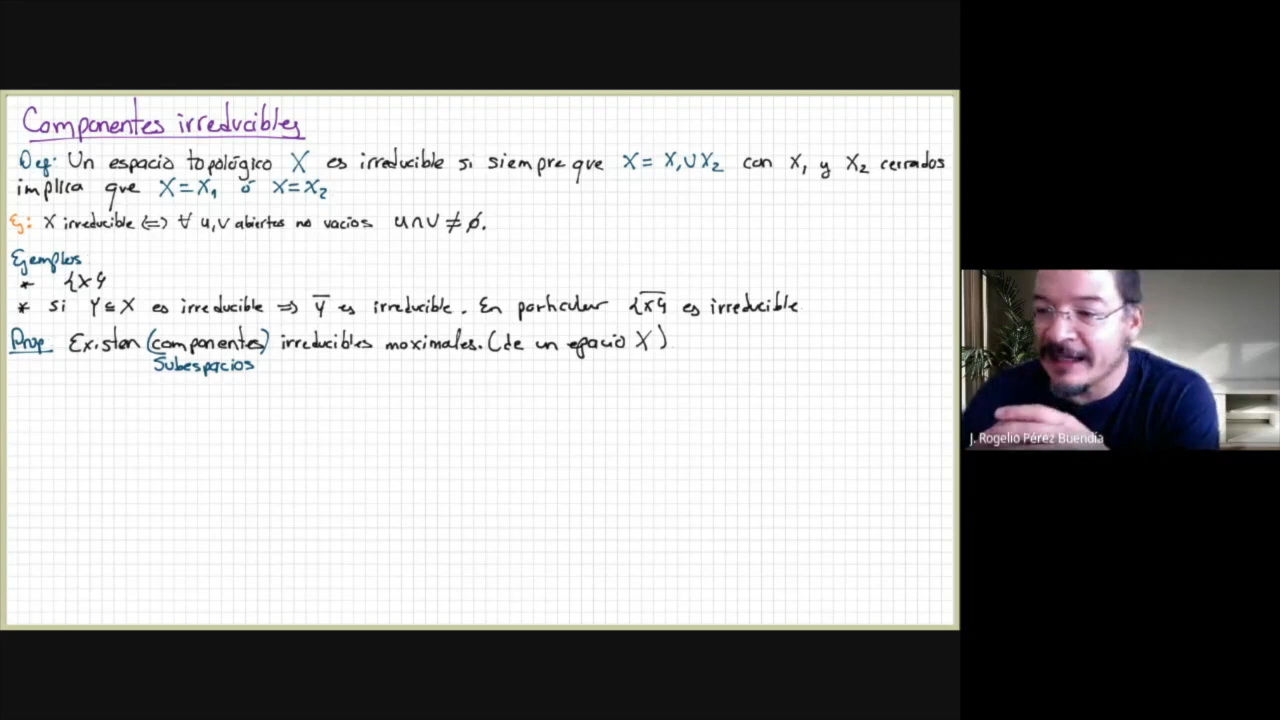 Componentes irreducibles
Def: Un espacio topológico X es irreducible si siempre que X = X₁ ∪ X₂ con X₁ y X₂ cerrados
implica que X = X₁ ó X = X₂
Ej: X irreducible ⟺ ∀ U, V abiertos no vacios U ∩ V ≠ ∅.
Ejemplos
* {x}
* Si Y ⊆ X es irreducible ⟹ Y̅ es irreducible. En particular \overline{{x}} es irreducible
Prop Existen (componentes) irreducibles maximales. (de un espacio X)
Subespacios
J. Rogelio Pérez Buendía